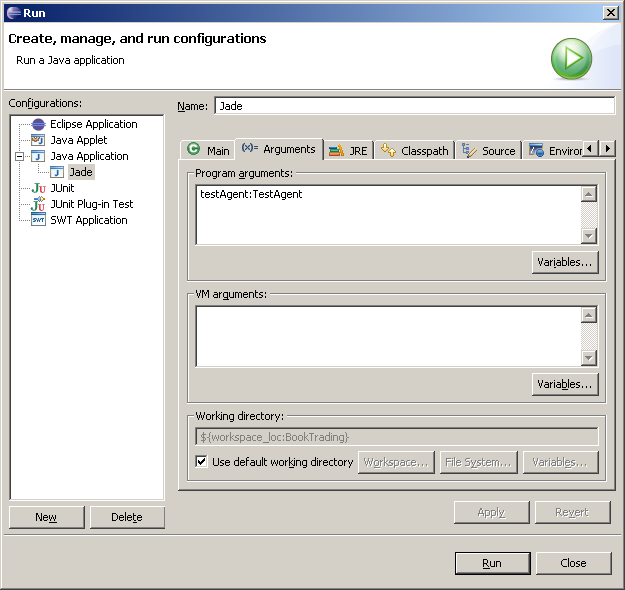 Run
Create, manage, and run configurations
Run a Java application
Configurations:
Eclipse Application
Java Applet
Java Application
Jade
JUnit
JUnit Plug-in Test
SWT Application
New
Delete
Name: Jade
Main (x)= Arguments JRE Classpath Source Environ
Program arguments:
testAgent:TestAgent
Variables...
VM arguments:
Variables...
Working directory:
${workspace_loc:BookTrading}
Use default working directory Workspace... File System... Variables...
Apply Revert
Run Close